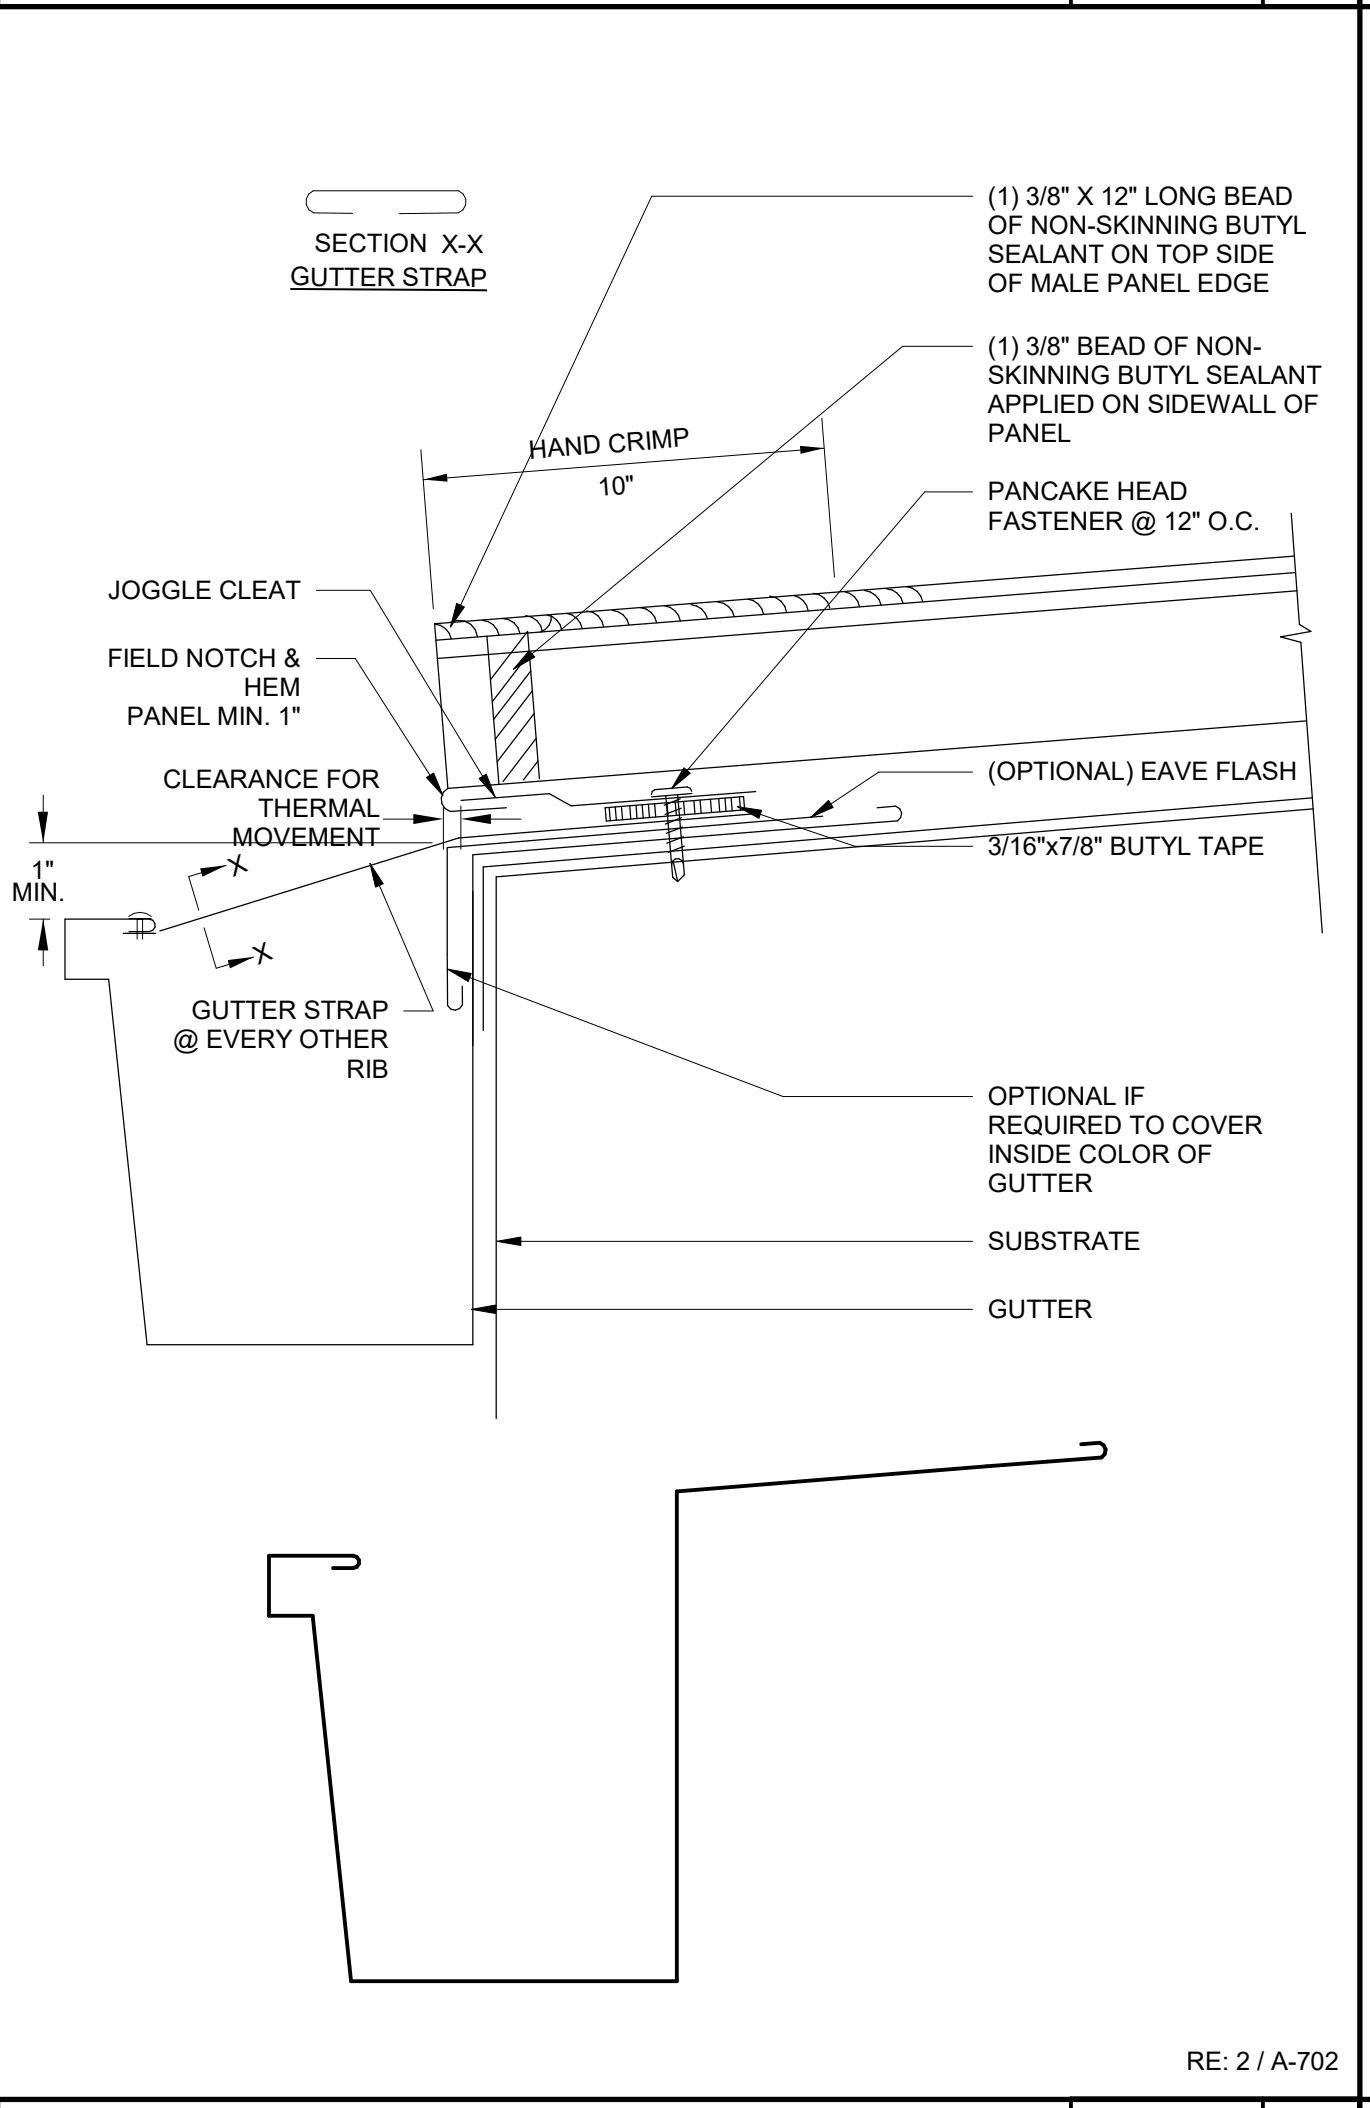 SECTION X-X
GUTTER STRAP
(1) 3/8" X 12" LONG BEAD
OF NON-SKINNING BUTYL
SEALANT ON TOP SIDE
OF MALE PANEL EDGE
(1) 3/8" BEAD OF NON-
SKINNING BUTYL SEALANT
APPLIED ON SIDEWALL OF
PANEL
HAND CRIMP
10"
PANCAKE HEAD
FASTENER @ 12" O.C.
JOGGLE CLEAT
FIELD NOTCH &
HEM
PANEL MIN. 1"
CLEARANCE FOR
THERMAL
MOVEMENT
(OPTIONAL) EAVE FLASH
3/16"x7/8" BUTYL TAPE
1"
MIN.
X
X
GUTTER STRAP
@ EVERY OTHER
RIB
OPTIONAL IF
REQUIRED TO COVER
INSIDE COLOR OF
GUTTER
SUBSTRATE
GUTTER
RE: 2 / A-702